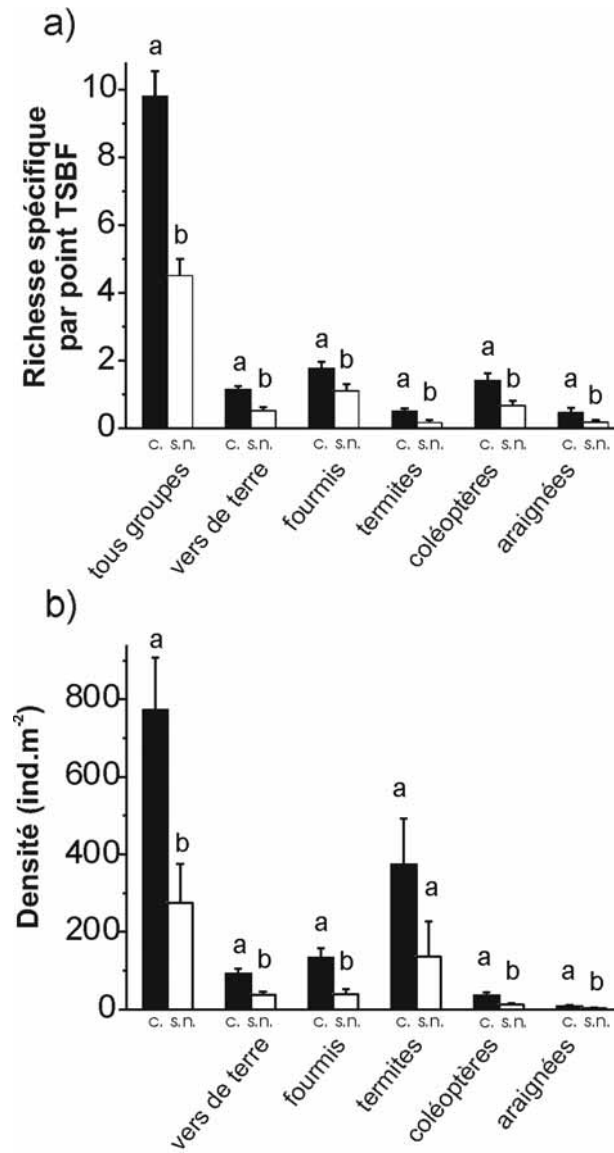 a)
Richesse spécifique
par point TSBF
10
8
6
4
2
0
a
b
a
b
a
b
a
b
a
b
a
b
c. s.n. c. s.n. c. s.n. c. s.n. c. s.n. c. s.n.
tous groupes
vers de terre
fourmis
termites
coléoptères
araignées
b)
Densité (ind.m-2)
800
600
400
200
0
a
b
a
b
a
b
a
a
a
b
a
b
c. s.n. c. s.n. c. s.n. c. s.n. c. s.n. c. s.n.
vers de terre
fourmis
termites
coléoptères
araignées